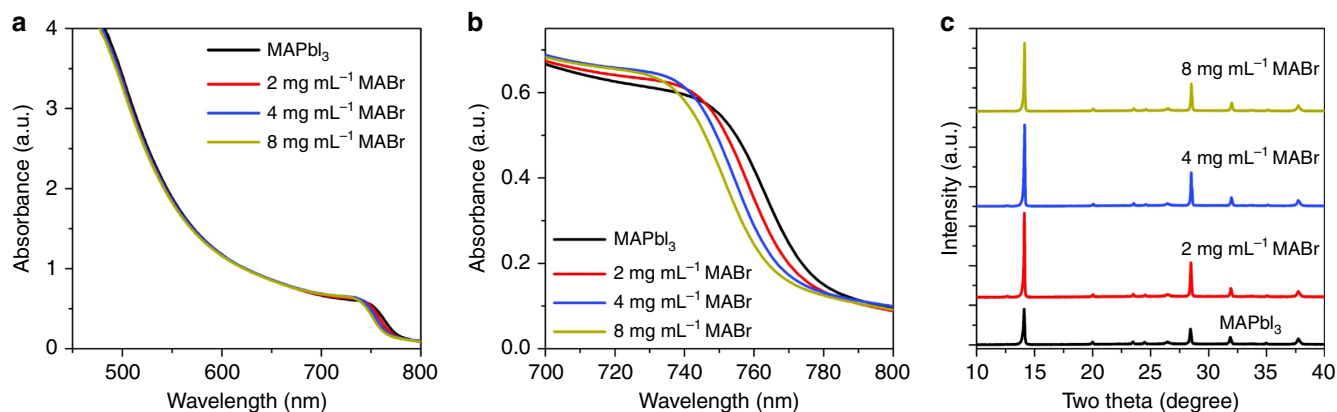 a
4
3
2
1
0
Absorbance (a.u.)
MAPbI₃
2 mg mL⁻¹ MABr
4 mg mL⁻¹ MABr
8 mg mL⁻¹ MABr
500 600 700 800
Wavelength (nm)
b
0.6
0.4
0.2
0.0
Absorbance (a.u.)
MAPbI₃
2 mg mL⁻¹ MABr
4 mg mL⁻¹ MABr
8 mg mL⁻¹ MABr
700 720 740 760 780 800
Wavelength (nm)
c
Intensity (a.u.)
8 mg mL⁻¹ MABr
4 mg mL⁻¹ MABr
2 mg mL⁻¹ MABr
MAPbI₃
10 15 20 25 30 35 40
Two theta (degree)